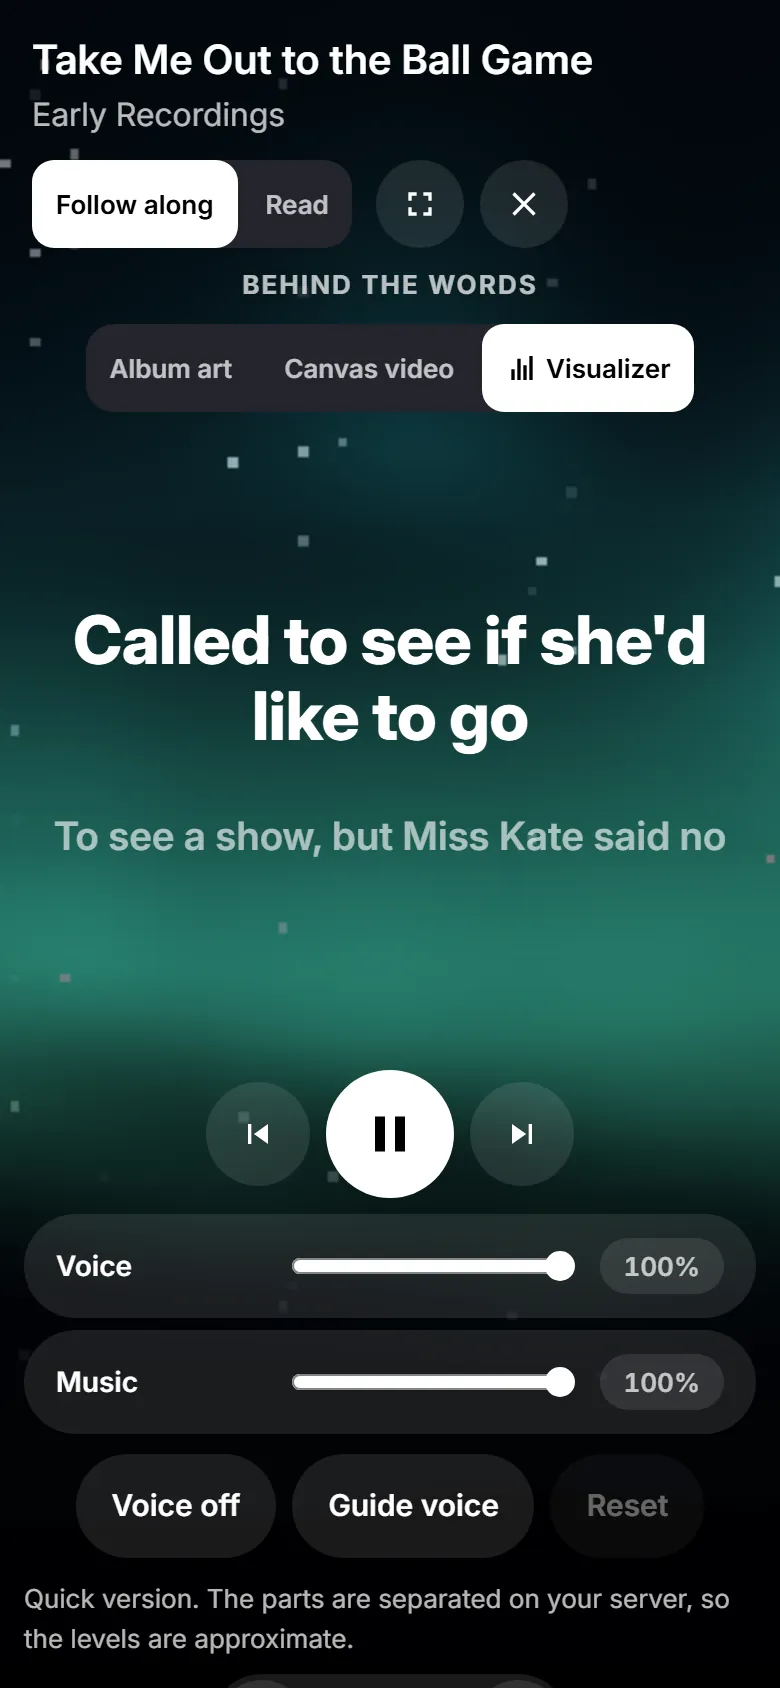 Take Me Out to the Ball Game
Early Recordings
Follow along
Read
BEHIND THE WORDS
Album art
Canvas video
Visualizer
Called to see if she'd
like to go
To see a show, but Miss Kate said no
Voice
100%
Music
100%
Voice off
Guide voice
Reset
Quick version. The parts are separated on your server, so
the levels are approximate.